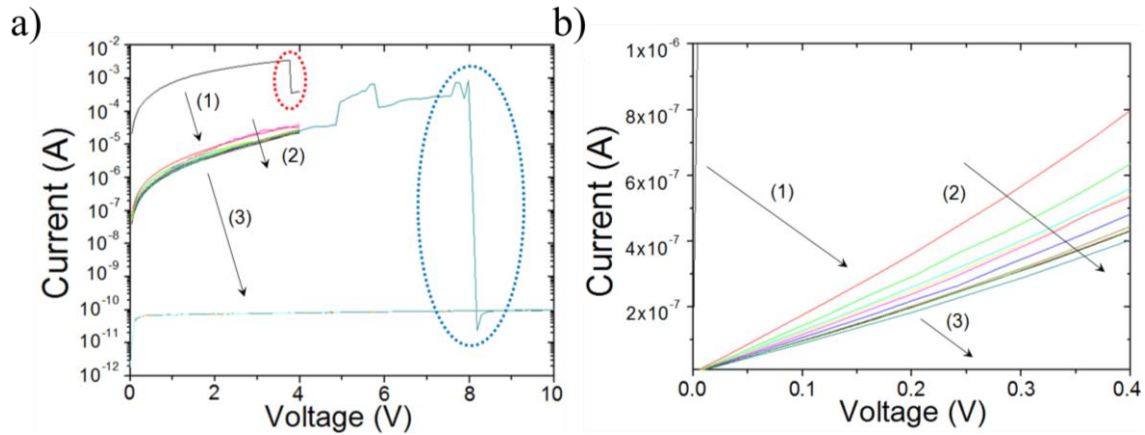 a)
10⁻²
10⁻³
10⁻⁴
10⁻⁵
10⁻⁶
10⁻⁷
10⁻⁸
10⁻⁹
10⁻¹⁰
10⁻¹¹
10⁻¹²
Current (A)
(1)
(2)
(3)
0 2 4 6 8 10
Voltage (V)
b)
1x10⁻⁶
8x10⁻⁷
6x10⁻⁷
4x10⁻⁷
2x10⁻⁷
Current (A)
(1)
(2)
(3)
0.0 0.1 0.2 0.3 0.4
Voltage (V)